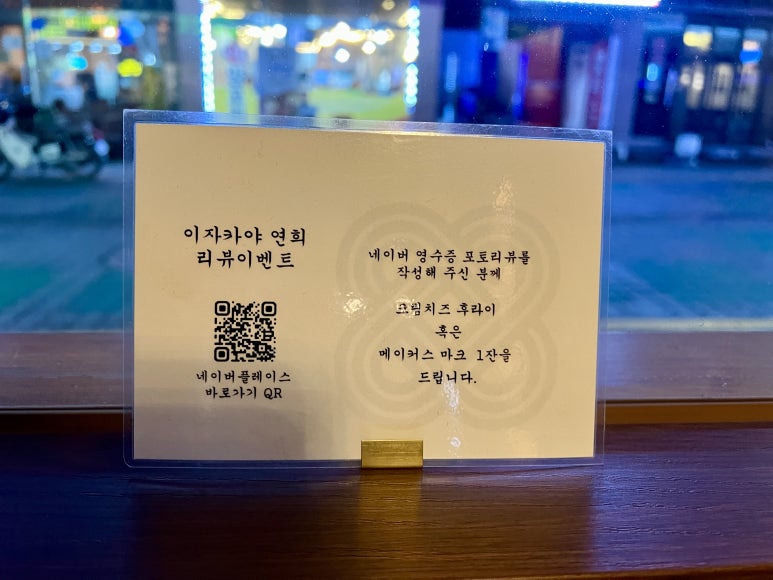 이자카야 연희
리뷰이벤트
네이버플레이스
바로가기 QR
네이버 영수증 포토리뷰를
작성해 주신 분께
크림치즈 후라이
혹은
메이커스 마크 1잔을
드립니다.